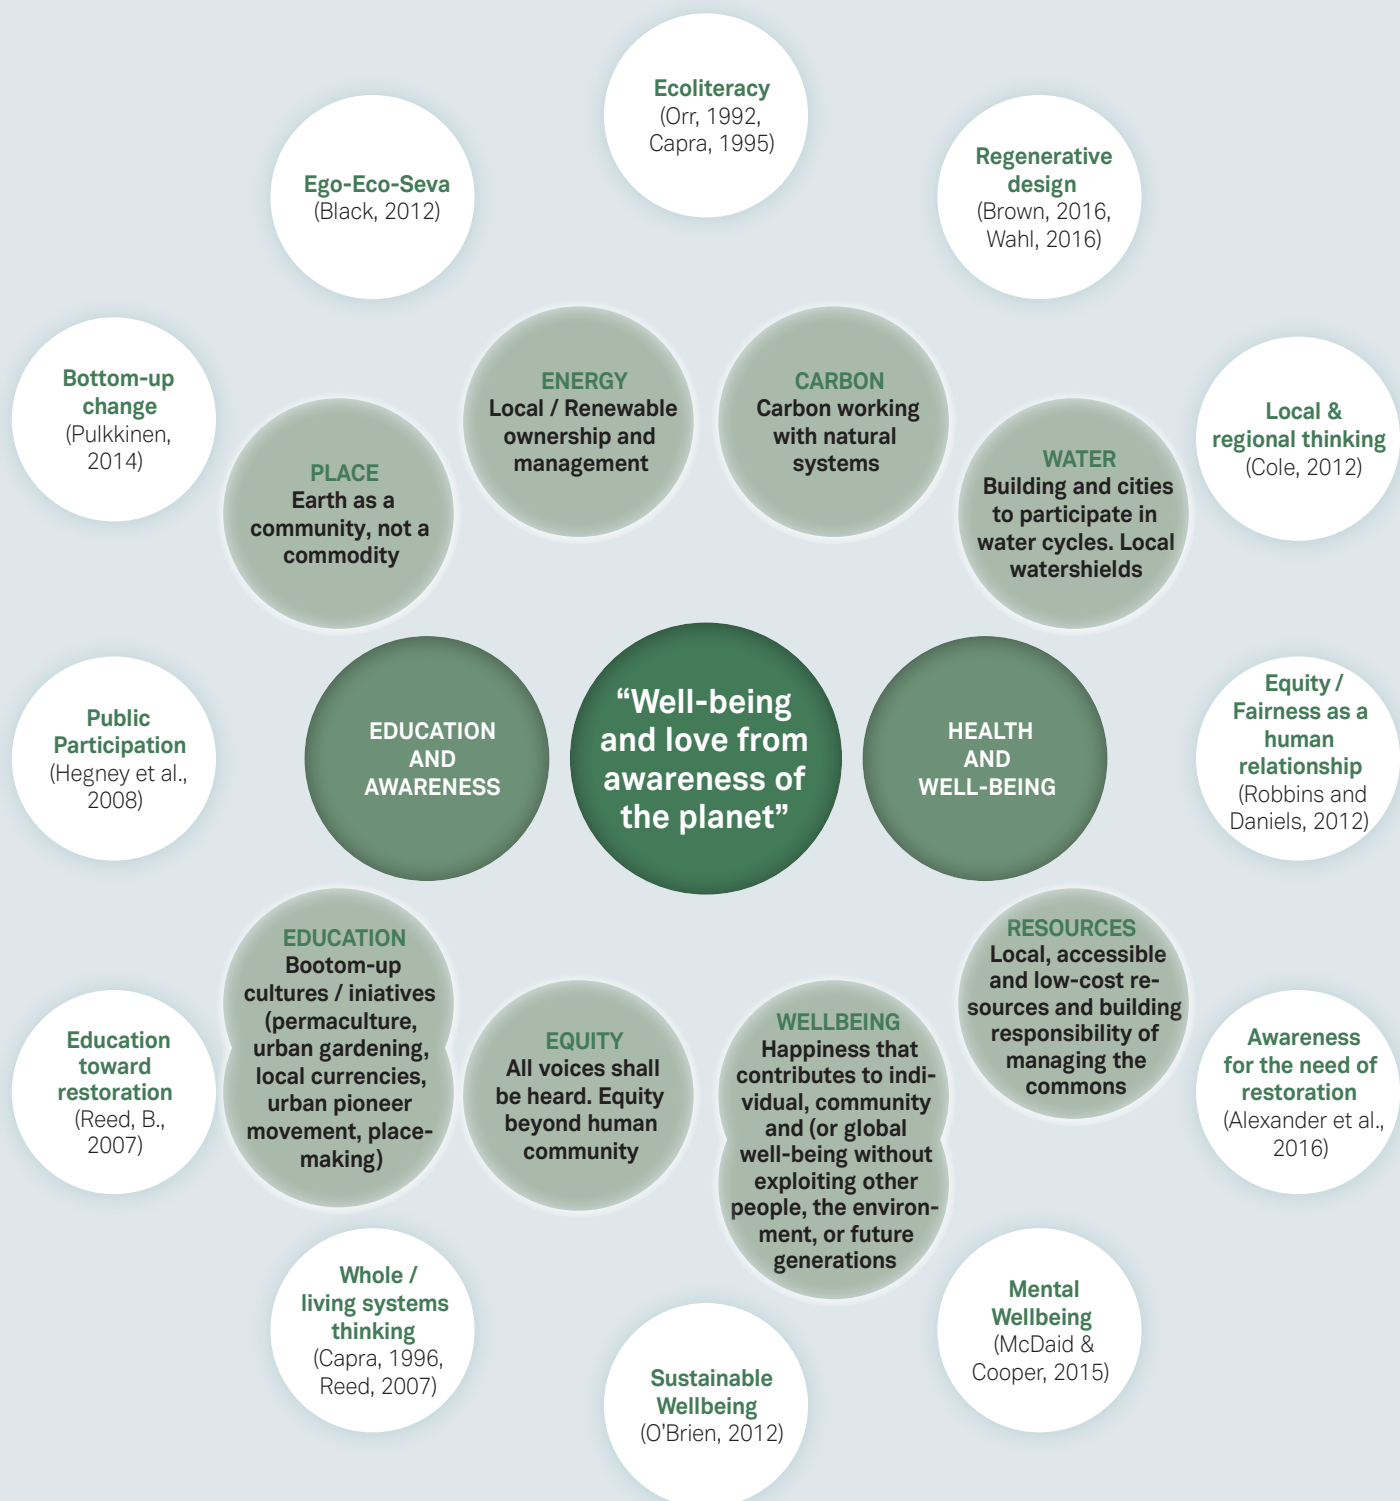 Ecoliteracy
(Orr, 1992,
Capra, 1995)
Ego-Eco-Seva
(Black, 2012)
Regenerative
design
(Brown, 2016,
Wahl, 2016)
Bottom-up
change
(Pulkkinen,
2014)
ENERGY
Local / Renewable
ownership and
management
CARBON
Carbon working
with natural
systems
Local &
regional thinking
(Cole, 2012)
PLACE
Earth as a
community, not a
commodity
WATER
Building and cities
to participate in
water cycles. Local
watershields
Public
Participation
(Hegney et al.,
2008)
EDUCATION
AND
AWARENESS
“Well-being
and love from
awareness of
the planet”
HEALTH
AND
WELL-BEING
Equity /
Fairness as a
human
relationship
(Robbins and
Daniels, 2012)
EDUCATION
Bootom-up
cultures / iniatives
(permaculture,
urban gardening,
local currencies,
urban pioneer
movement, place-
making)
EQUITY
All voices shall
be heard. Equity
beyond human
community
WELLBEING
Happiness that
contributes to indi-
vidual, community
and (or global
well-being without
exploiting other
people, the environ-
ment, or future
generations
RESOURCES
Local, accessible
and low-cost re-
sources and building
responsibility of
managing the
commons
Education
toward
restoration
(Reed, B.,
2007)
Awareness
for the need of
restoration
(Alexander et al.,
2016)
Whole /
living systems
thinking
(Capra, 1996,
Reed, 2007)
Sustainable
Wellbeing
(O’Brien, 2012)
Mental
Wellbeing
(McDaid &
Cooper, 2015)